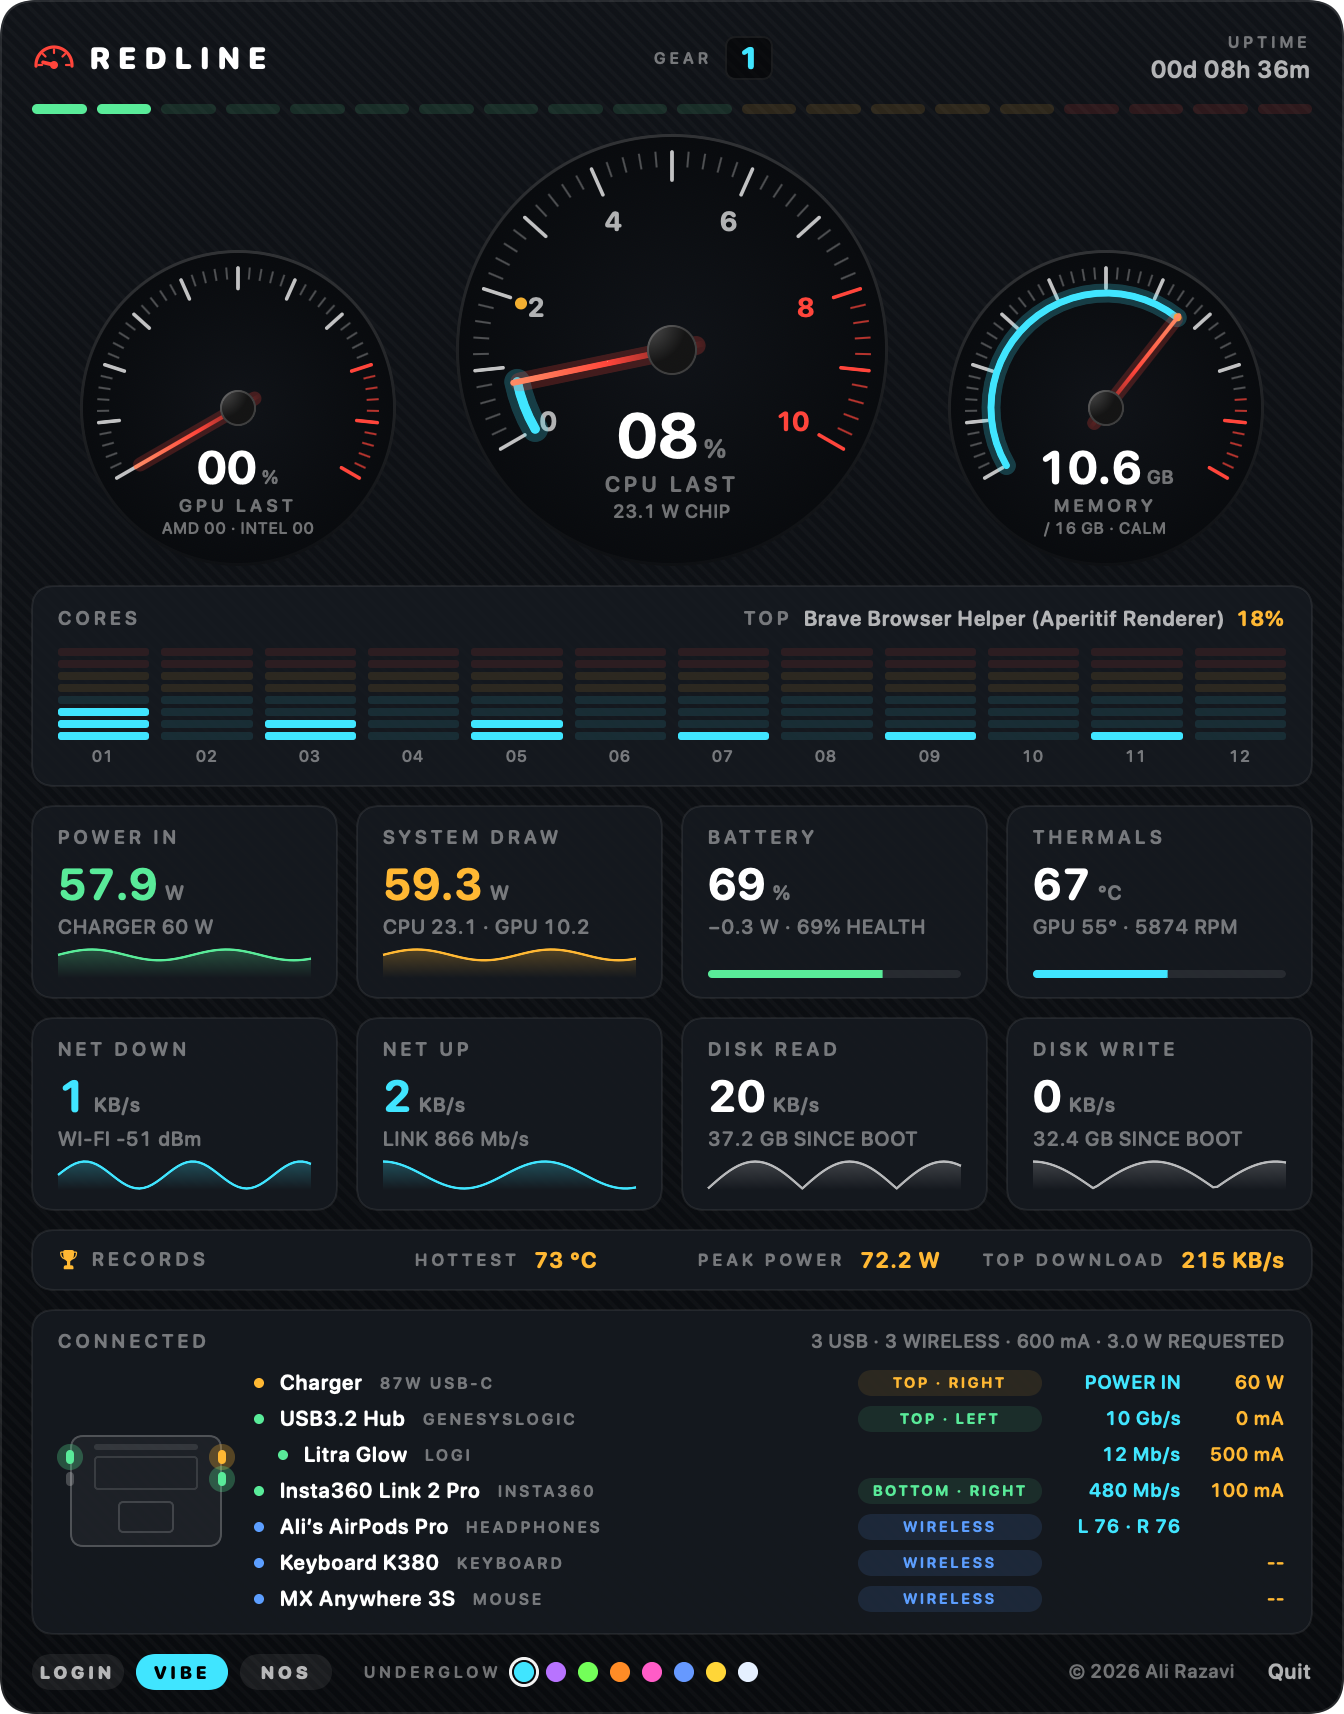 REDLINE
GEAR 1
UPTIME
00d 08h 36m
4 6
2 8
0 10
08 %
CPU LAST
23.1 W CHIP
00 %
GPU LAST
AMD 00 · INTEL 00
10.6 GB
MEMORY
/ 16 GB · CALM
CORES TOP Brave Browser Helper (Aperitif Renderer) 18%
01 02 03 04 05 06 07 08 09 10 11 12
POWER IN
57.9 W
CHARGER 60 W
SYSTEM DRAW
59.3 W
CPU 23.1 · GPU 10.2
BATTERY
69 %
−0.3 W · 69% HEALTH
THERMALS
67 °C
GPU 55° · 5874 RPM
NET DOWN
1 KB/s
WI-FI -51 dBm
NET UP
2 KB/s
LINK 866 Mb/s
DISK READ
20 KB/s
37.2 GB SINCE BOOT
DISK WRITE
0 KB/s
32.4 GB SINCE BOOT
RECORDS HOTTEST 73 °C PEAK POWER 72.2 W TOP DOWNLOAD 215 KB/s
CONNECTED 3 USB · 3 WIRELESS · 600 mA · 3.0 W REQUESTED
Charger 87W USB-C TOP · RIGHT POWER IN 60 W
USB3.2 Hub GENESYSLOGIC TOP · LEFT 10 Gb/s 0 mA
Litra Glow LOGI 12 Mb/s 500 mA
Insta360 Link 2 Pro INSTA360 BOTTOM · RIGHT 480 Mb/s 100 mA
Ali's AirPods Pro HEADPHONES WIRELESS L 76 · R 76
Keyboard K380 KEYBOARD WIRELESS --
MX Anywhere 3S MOUSE WIRELESS --
LOGIN VIBE NOS UNDERGLOW © 2026 Ali Razavi Quit